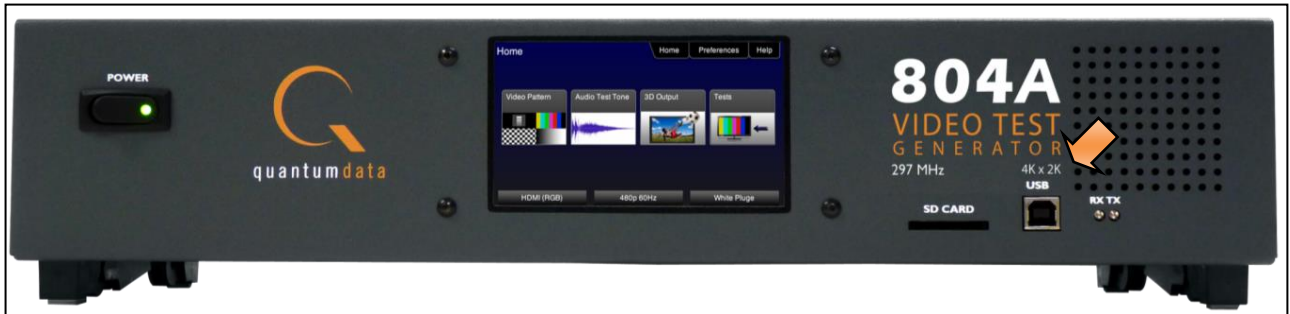 POWER
quantumdata
Home
Home Preferences Help
Video Pattern Audio Test Tone 3D Output Tests
HDMI (RGB) 480p 60Hz White Pluge
804A
VIDEO TEST
GENERATOR
297 MHz 4K x 2K
USB
SD CARD
RX TX